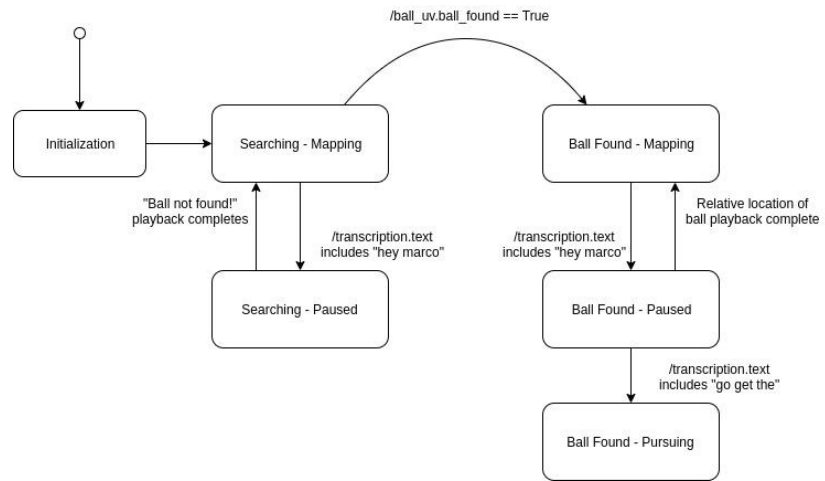 /ball_uv.ball_found == True
Initialization
Searching - Mapping
Ball Found - Mapping
"Ball not found!"
playback completes
/transcription.text
includes "hey marco"
/transcription.text
includes "hey marco"
Relative location of
ball playback complete
Searching - Paused
Ball Found - Paused
/transcription.text
includes "go get the"
Ball Found - Pursuing